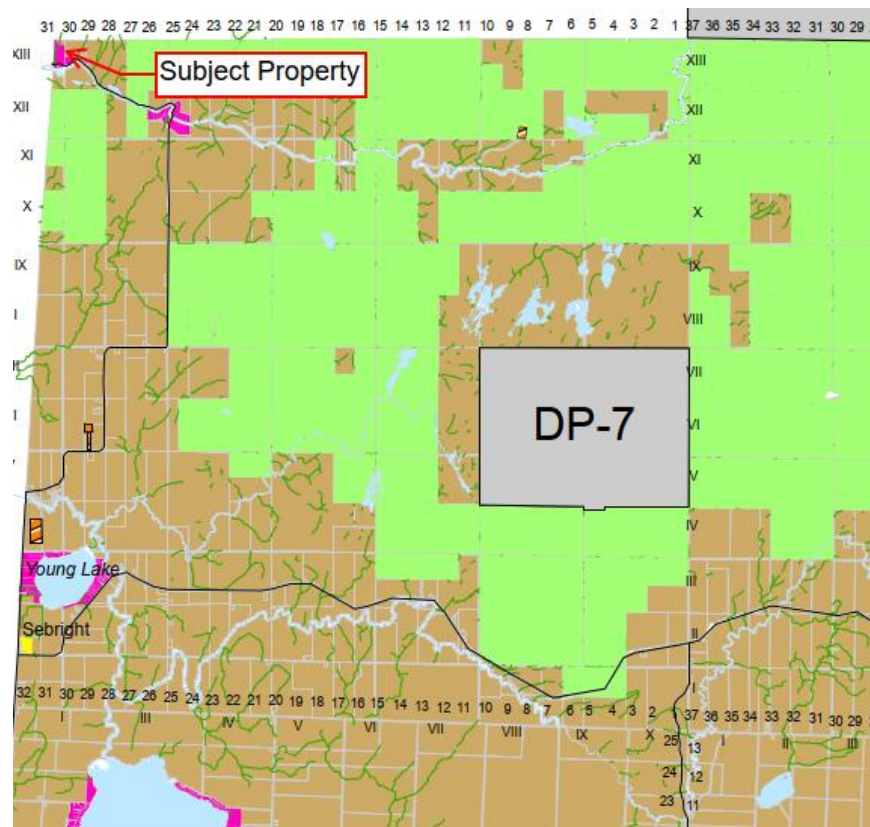 31 30 29 28 27 26 25 24 23 22 21 20 19 18 17 16 15 14 13 12 11 10 9 8 7 6 5 4 3 2 1 37 36 35 34 33 32 31 30 29 28
XIII XIII
Subject Property
XII XII
XI XI
X X
IX IX
I VIII
VII
I VI
DP-7
V
IV
Young Lake III
Sebright II
I
32 31 30 29 28 27 26 25 24 23 22 21 20 19 18 17 16 15 14 13 12 11 10 9 8 7 6 5 4 3 2 1 37 36 35 34 33 32 31 30 29
I III IV V VI VII VIII IX X I II III
25 13
24 12
23 11